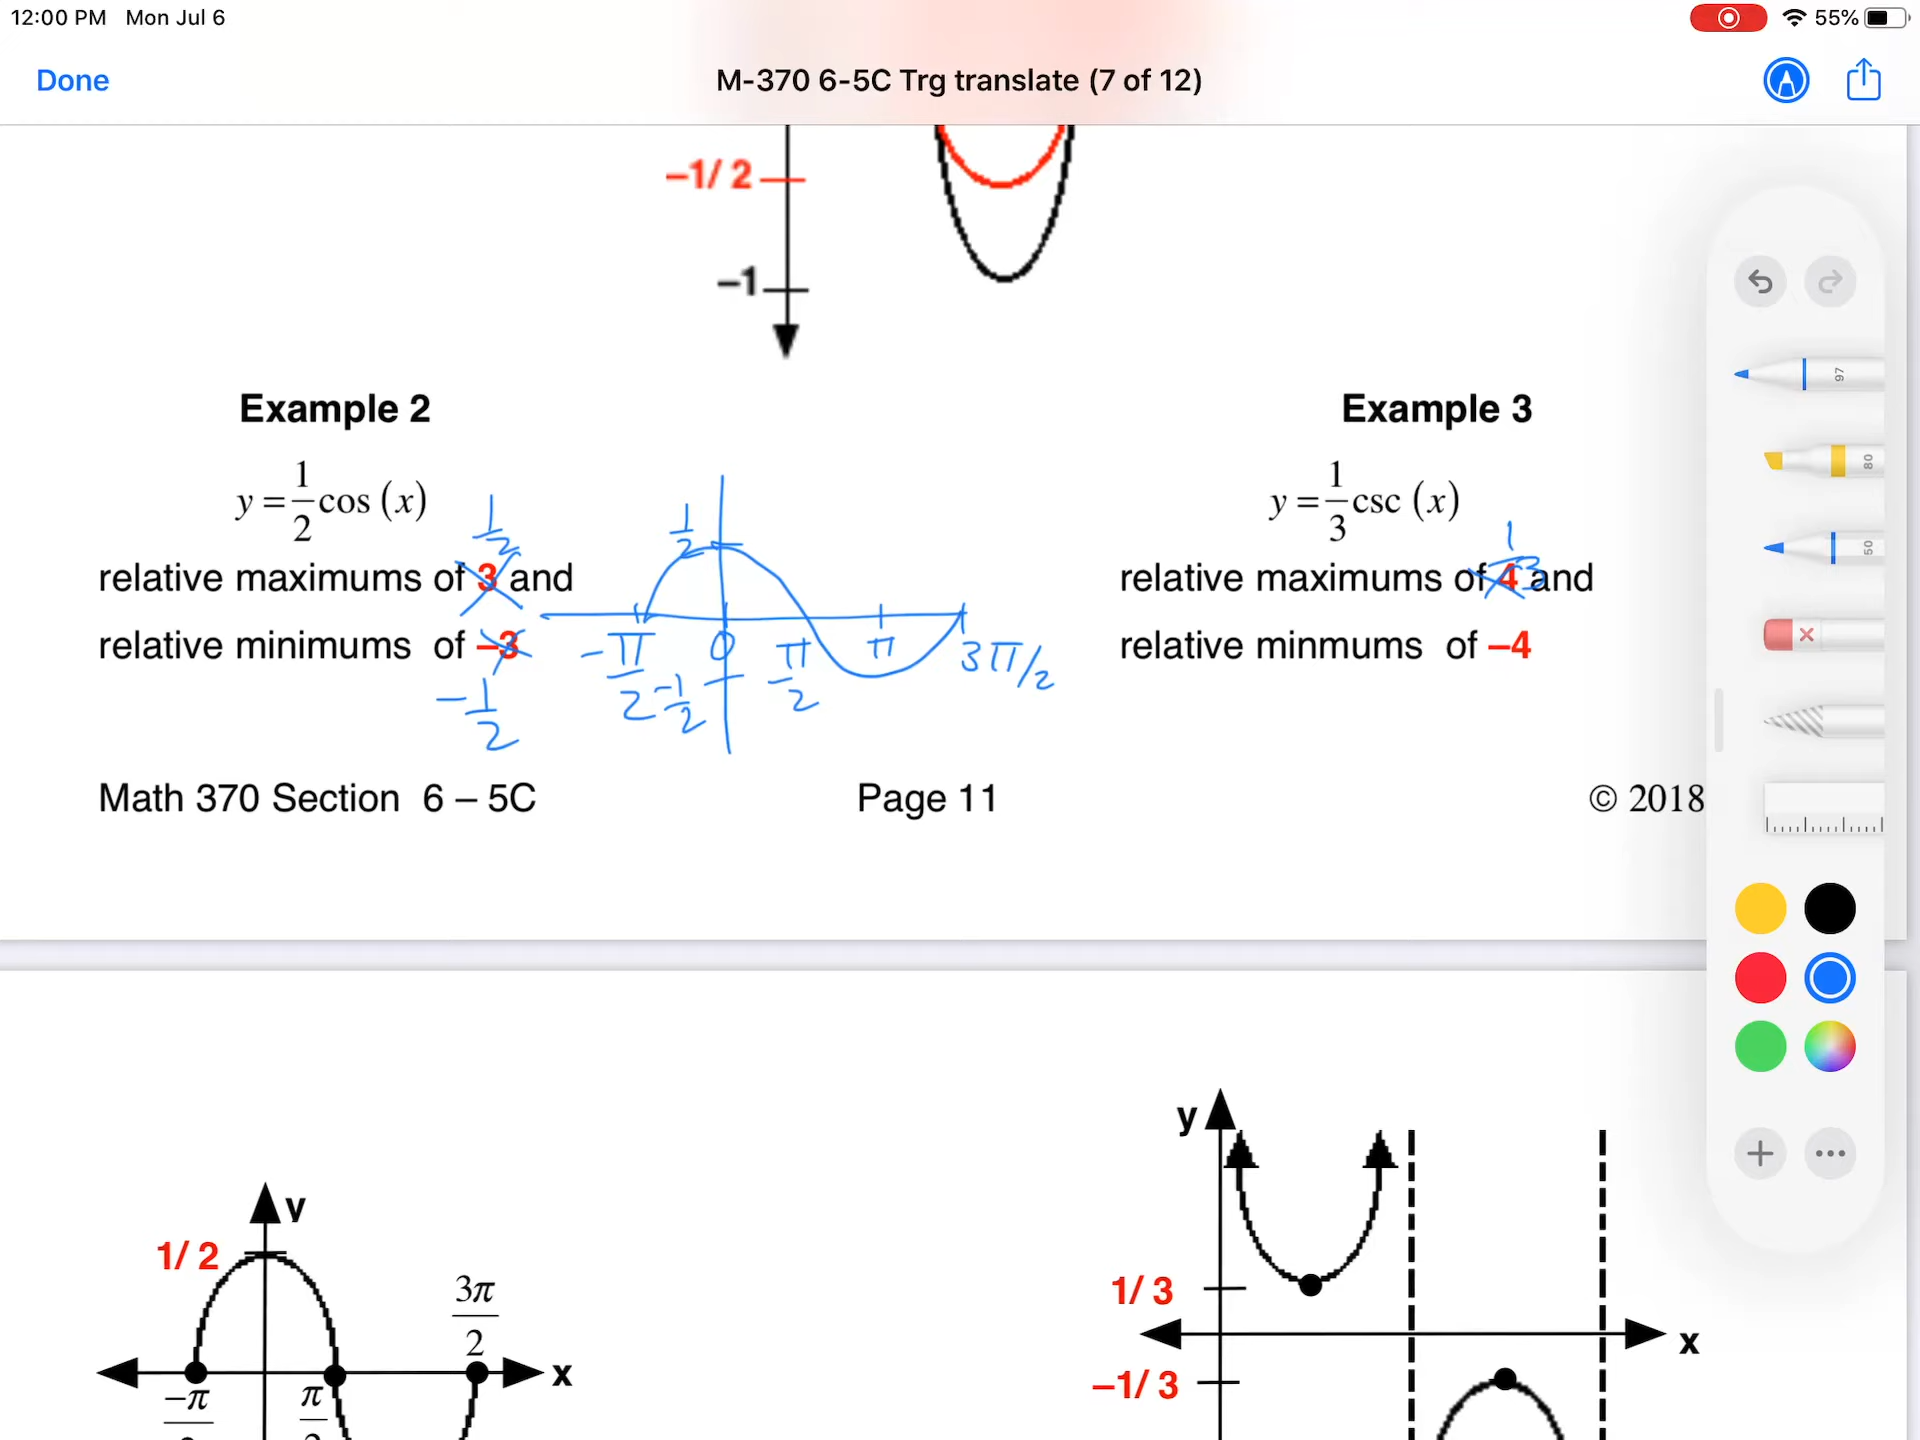 12:00 PM Mon Jul 6
55%
Done
M-370 6-5C Trg translate (7 of 12)
–1/ 2
–1
Example 2
y = 1/2 cos (x)
1/2
relative maximums of 3 and
relative minimums of –3
-1/2
1/2
-π/2
0
π/2
π
3π/2
-1/2
Example 3
y = 1/3 csc (x)
1/3
relative maximums of 4 and
relative minmums of –4
Math 370 Section 6 – 5C
Page 11
© 2018
97
80
50
y
1/ 2
3π/2
x
–π
π
y
1/ 3
x
–1/ 3